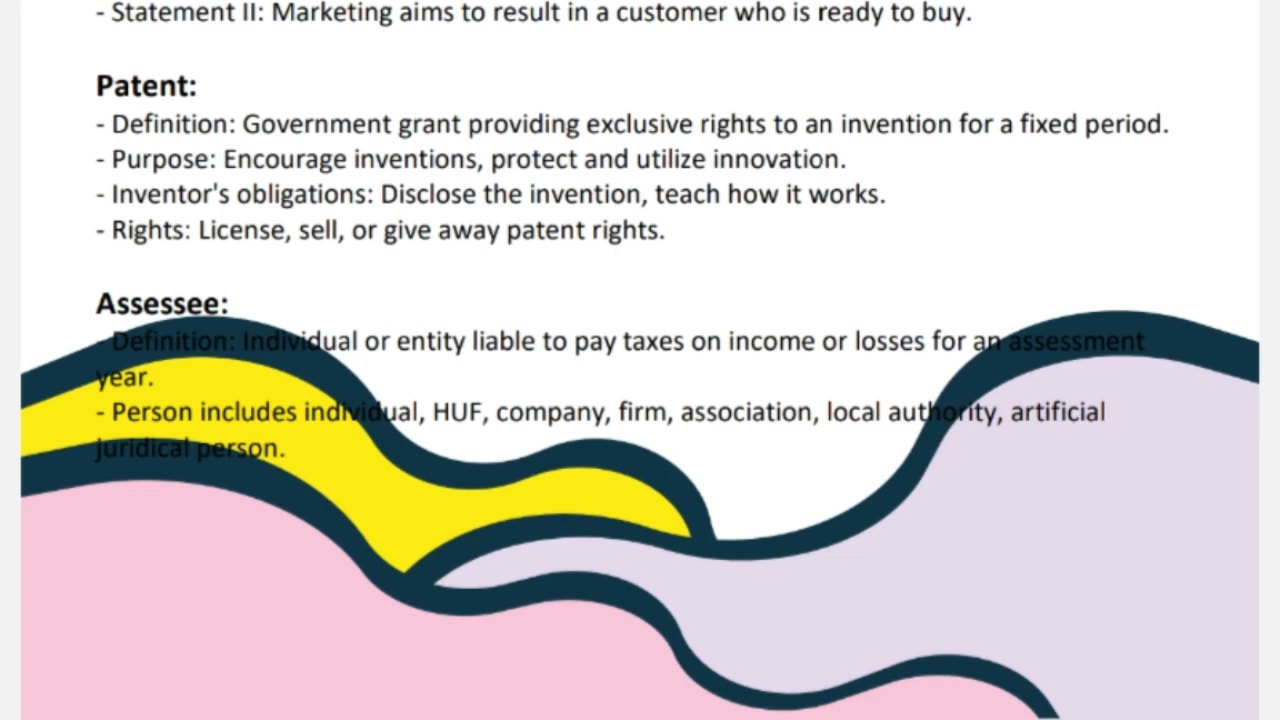 - Statement II: Marketing aims to result in a customer who is ready to buy.
Patent:
- Definition: Government grant providing exclusive rights to an invention for a fixed period.
- Purpose: Encourage inventions, protect and utilize innovation.
- Inventor's obligations: Disclose the invention, teach how it works.
- Rights: License, sell, or give away patent rights.
Assessee:
- Definition: Individual or entity liable to pay taxes on income or losses for an assessment
year.
- Person includes individual, HUF, company, firm, association, local authority, artificial
juridical person.